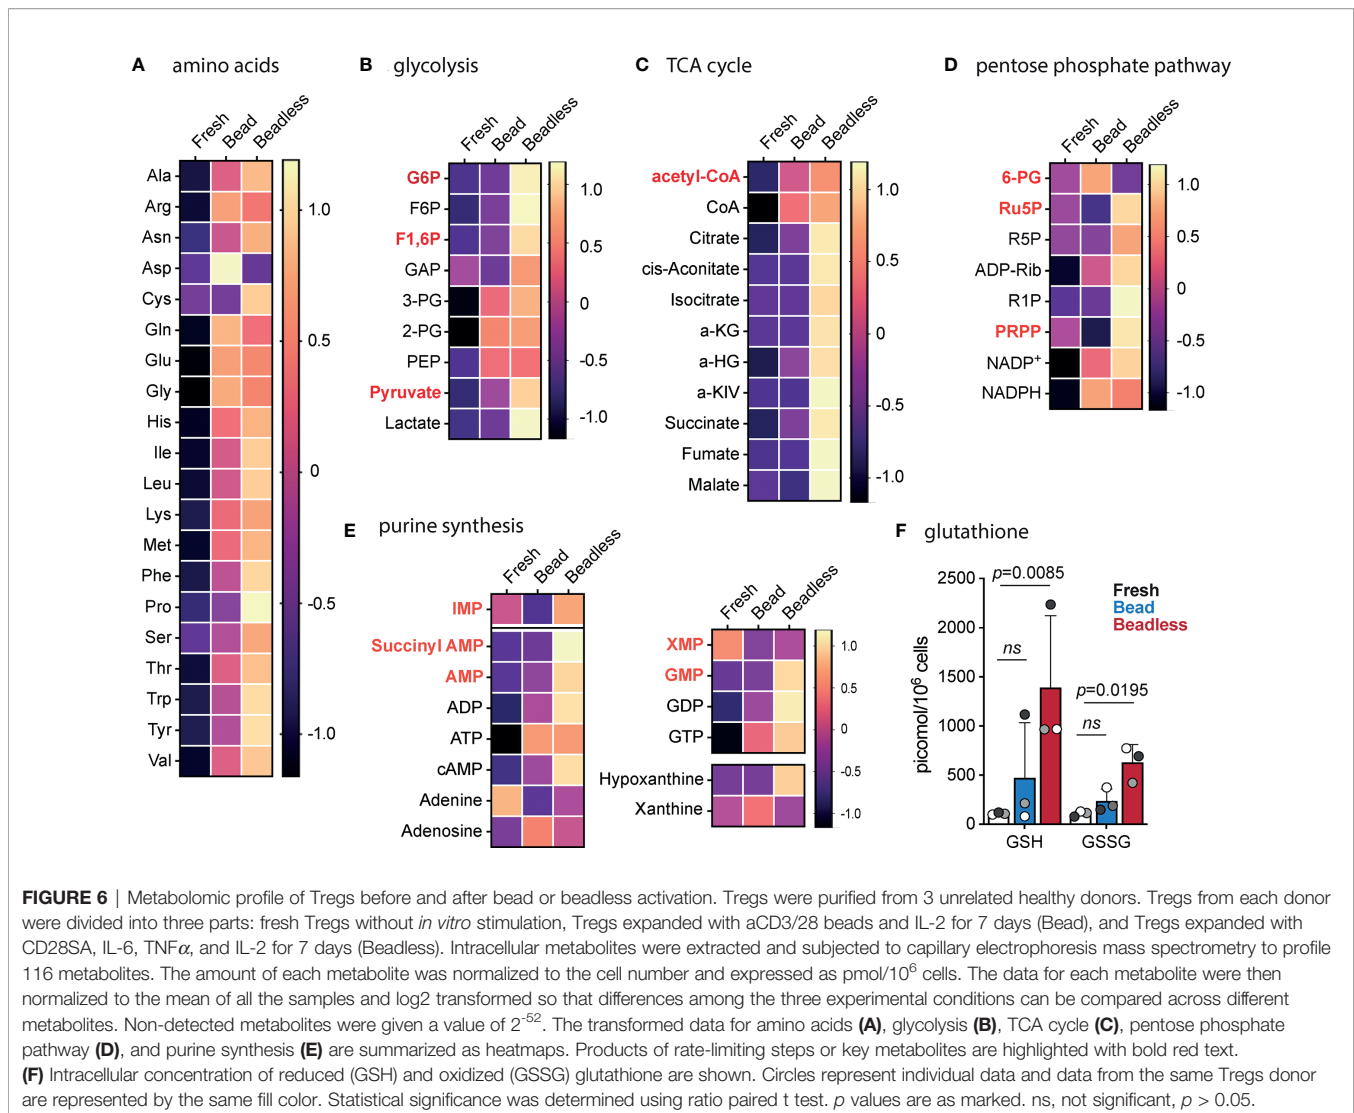 A amino acids
Fresh
Bead
Beadless
Ala
Arg
Asn
Asp
Cys
Gln
Glu
Gly
His
Ile
Leu
Lys
Met
Phe
Pro
Ser
Thr
Trp
Tyr
Val
1.0
0.5
0
-0.5
-1.0
B glycolysis
Fresh
Bead
Beadless
G6P
F6P
F1,6P
GAP
3-PG
2-PG
PEP
Pyruvate
Lactate
1.0
0.5
0
-0.5
-1.0
C TCA cycle
Fresh
Bead
Beadless
acetyl-CoA
CoA
Citrate
cis-Aconitate
Isocitrate
a-KG
a-HG
a-KIV
Succinate
Fumate
Malate
1.0
0.5
0
-0.5
-1.0
D pentose phosphate pathway
Fresh
Bead
Beadless
6-PG
Ru5P
R5P
ADP-Rib
R1P
PRPP
NADP+
NADPH
1.0
0.5
0
-0.5
-1.0
E purine synthesis
Fresh
Bead
Beadless
IMP
Succinyl AMP
AMP
ADP
ATP
cAMP
Adenine
Adenosine
Fresh
Bead
Beadless
XMP
GMP
GDP
GTP
Hypoxanthine
Xanthine
1.0
0.5
0
-0.5
-1.0
F glutathione
picomol/10⁶ cells
2500
2000
1500
1000
500
0
p=0.0085
ns
p=0.0195
ns
Fresh
Bead
Beadless
GSH
GSSG
FIGURE 6 | Metabolomic profile of Tregs before and after bead or beadless activation. Tregs were purified from 3 unrelated healthy donors. Tregs from each donor
were divided into three parts: fresh Tregs without in vitro stimulation, Tregs expanded with aCD3/28 beads and IL-2 for 7 days (Bead), and Tregs expanded with
CD28SA, IL-6, TNFα, and IL-2 for 7 days (Beadless). Intracellular metabolites were extracted and subjected to capillary electrophoresis mass spectrometry to profile
116 metabolites. The amount of each metabolite was normalized to the cell number and expressed as pmol/10⁶ cells. The data for each metabolite were then
normalized to the mean of all the samples and log2 transformed so that differences among the three experimental conditions can be compared across different
metabolites. Non-detected metabolites were given a value of 2⁻⁵². The transformed data for amino acids (A), glycolysis (B), TCA cycle (C), pentose phosphate
pathway (D), and purine synthesis (E) are summarized as heatmaps. Products of rate-limiting steps or key metabolites are highlighted with bold red text.
(F) Intracellular concentration of reduced (GSH) and oxidized (GSSG) glutathione are shown. Circles represent individual data and data from the same Tregs donor
are represented by the same fill color. Statistical significance was determined using ratio paired t test. p values are as marked. ns, not significant, p > 0.05.